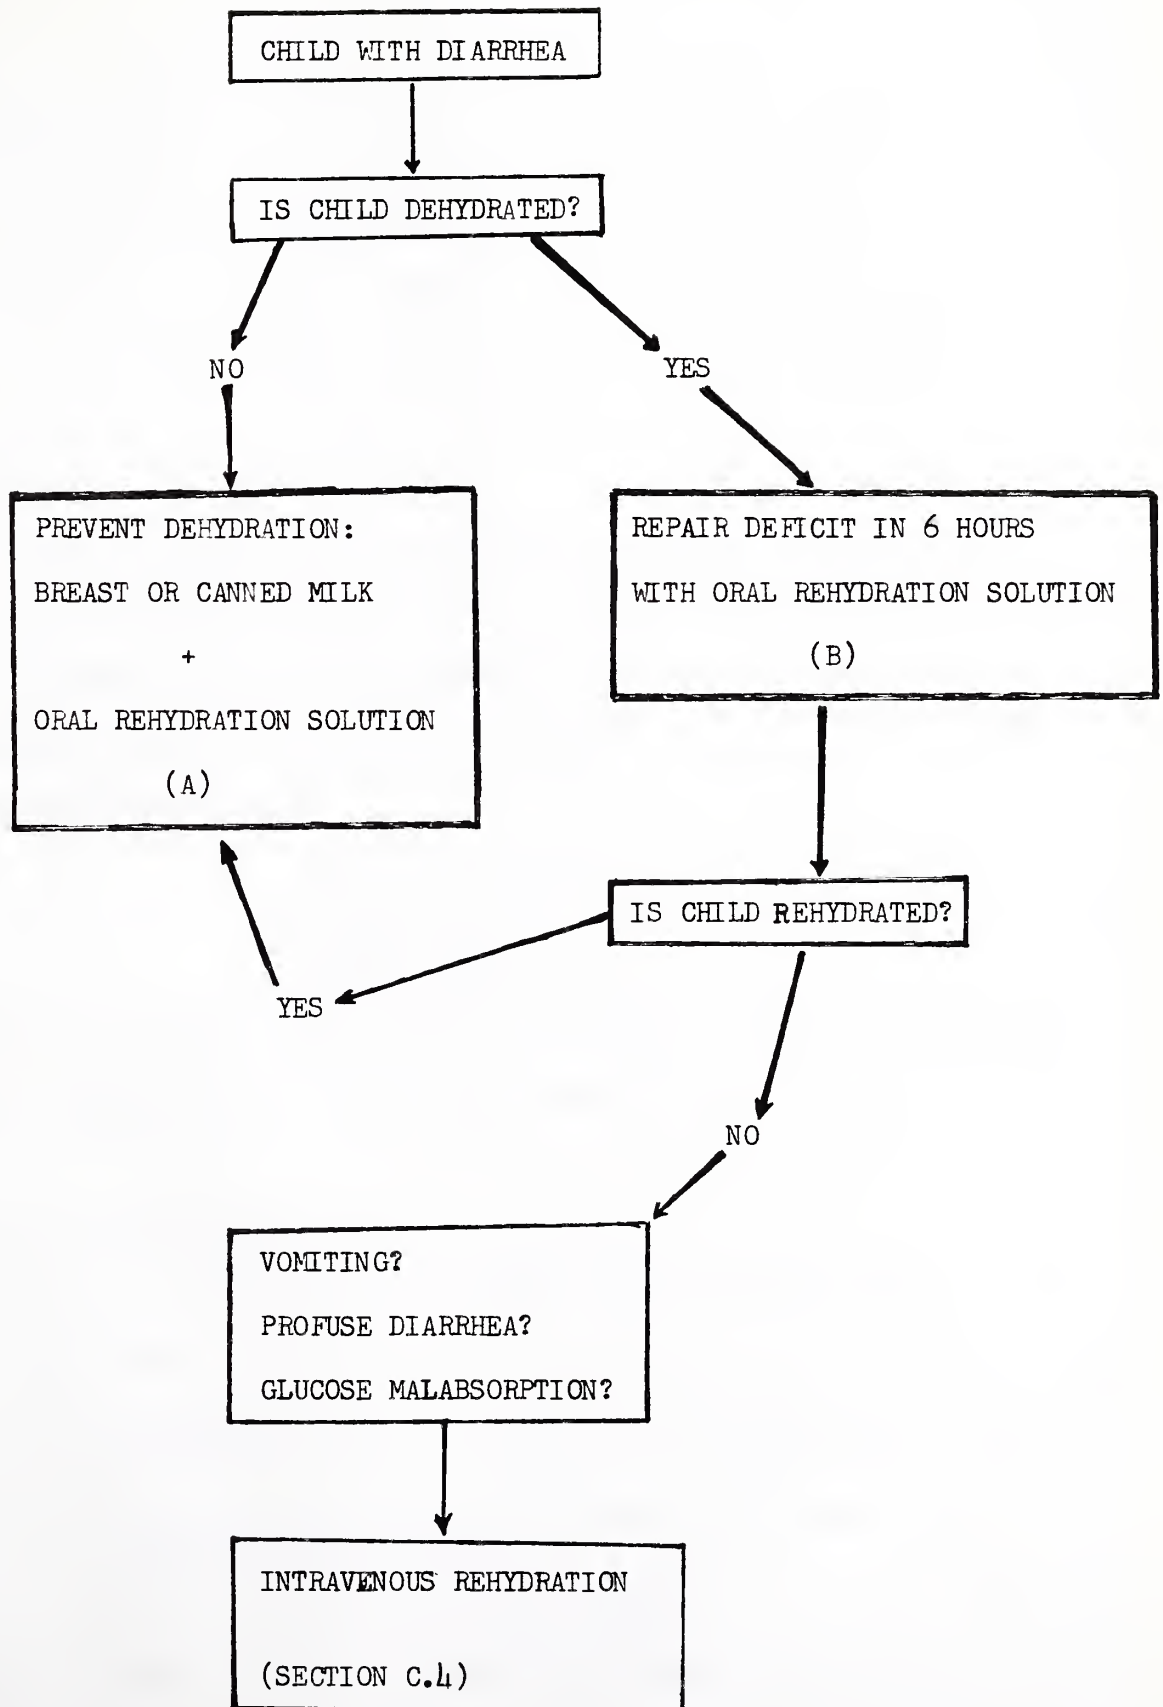 CHILD WITH DIARRHEA
IS CHILD DEHYDRATED?
NO
YES
PREVENT DEHYDRATION:
BREAST OR CANNED MILK
+
ORAL REHYDRATION SOLUTION
(A)
REPAIR DEFICIT IN 6 HOURS
WITH ORAL REHYDRATION SOLUTION
(B)
IS CHILD REHYDRATED?
YES
NO
VOMITING?
PROFUSE DIARRHEA?
GLUCOSE MALABSORPTION?
INTRAVENOUS REHYDRATION
(SECTION C.4)